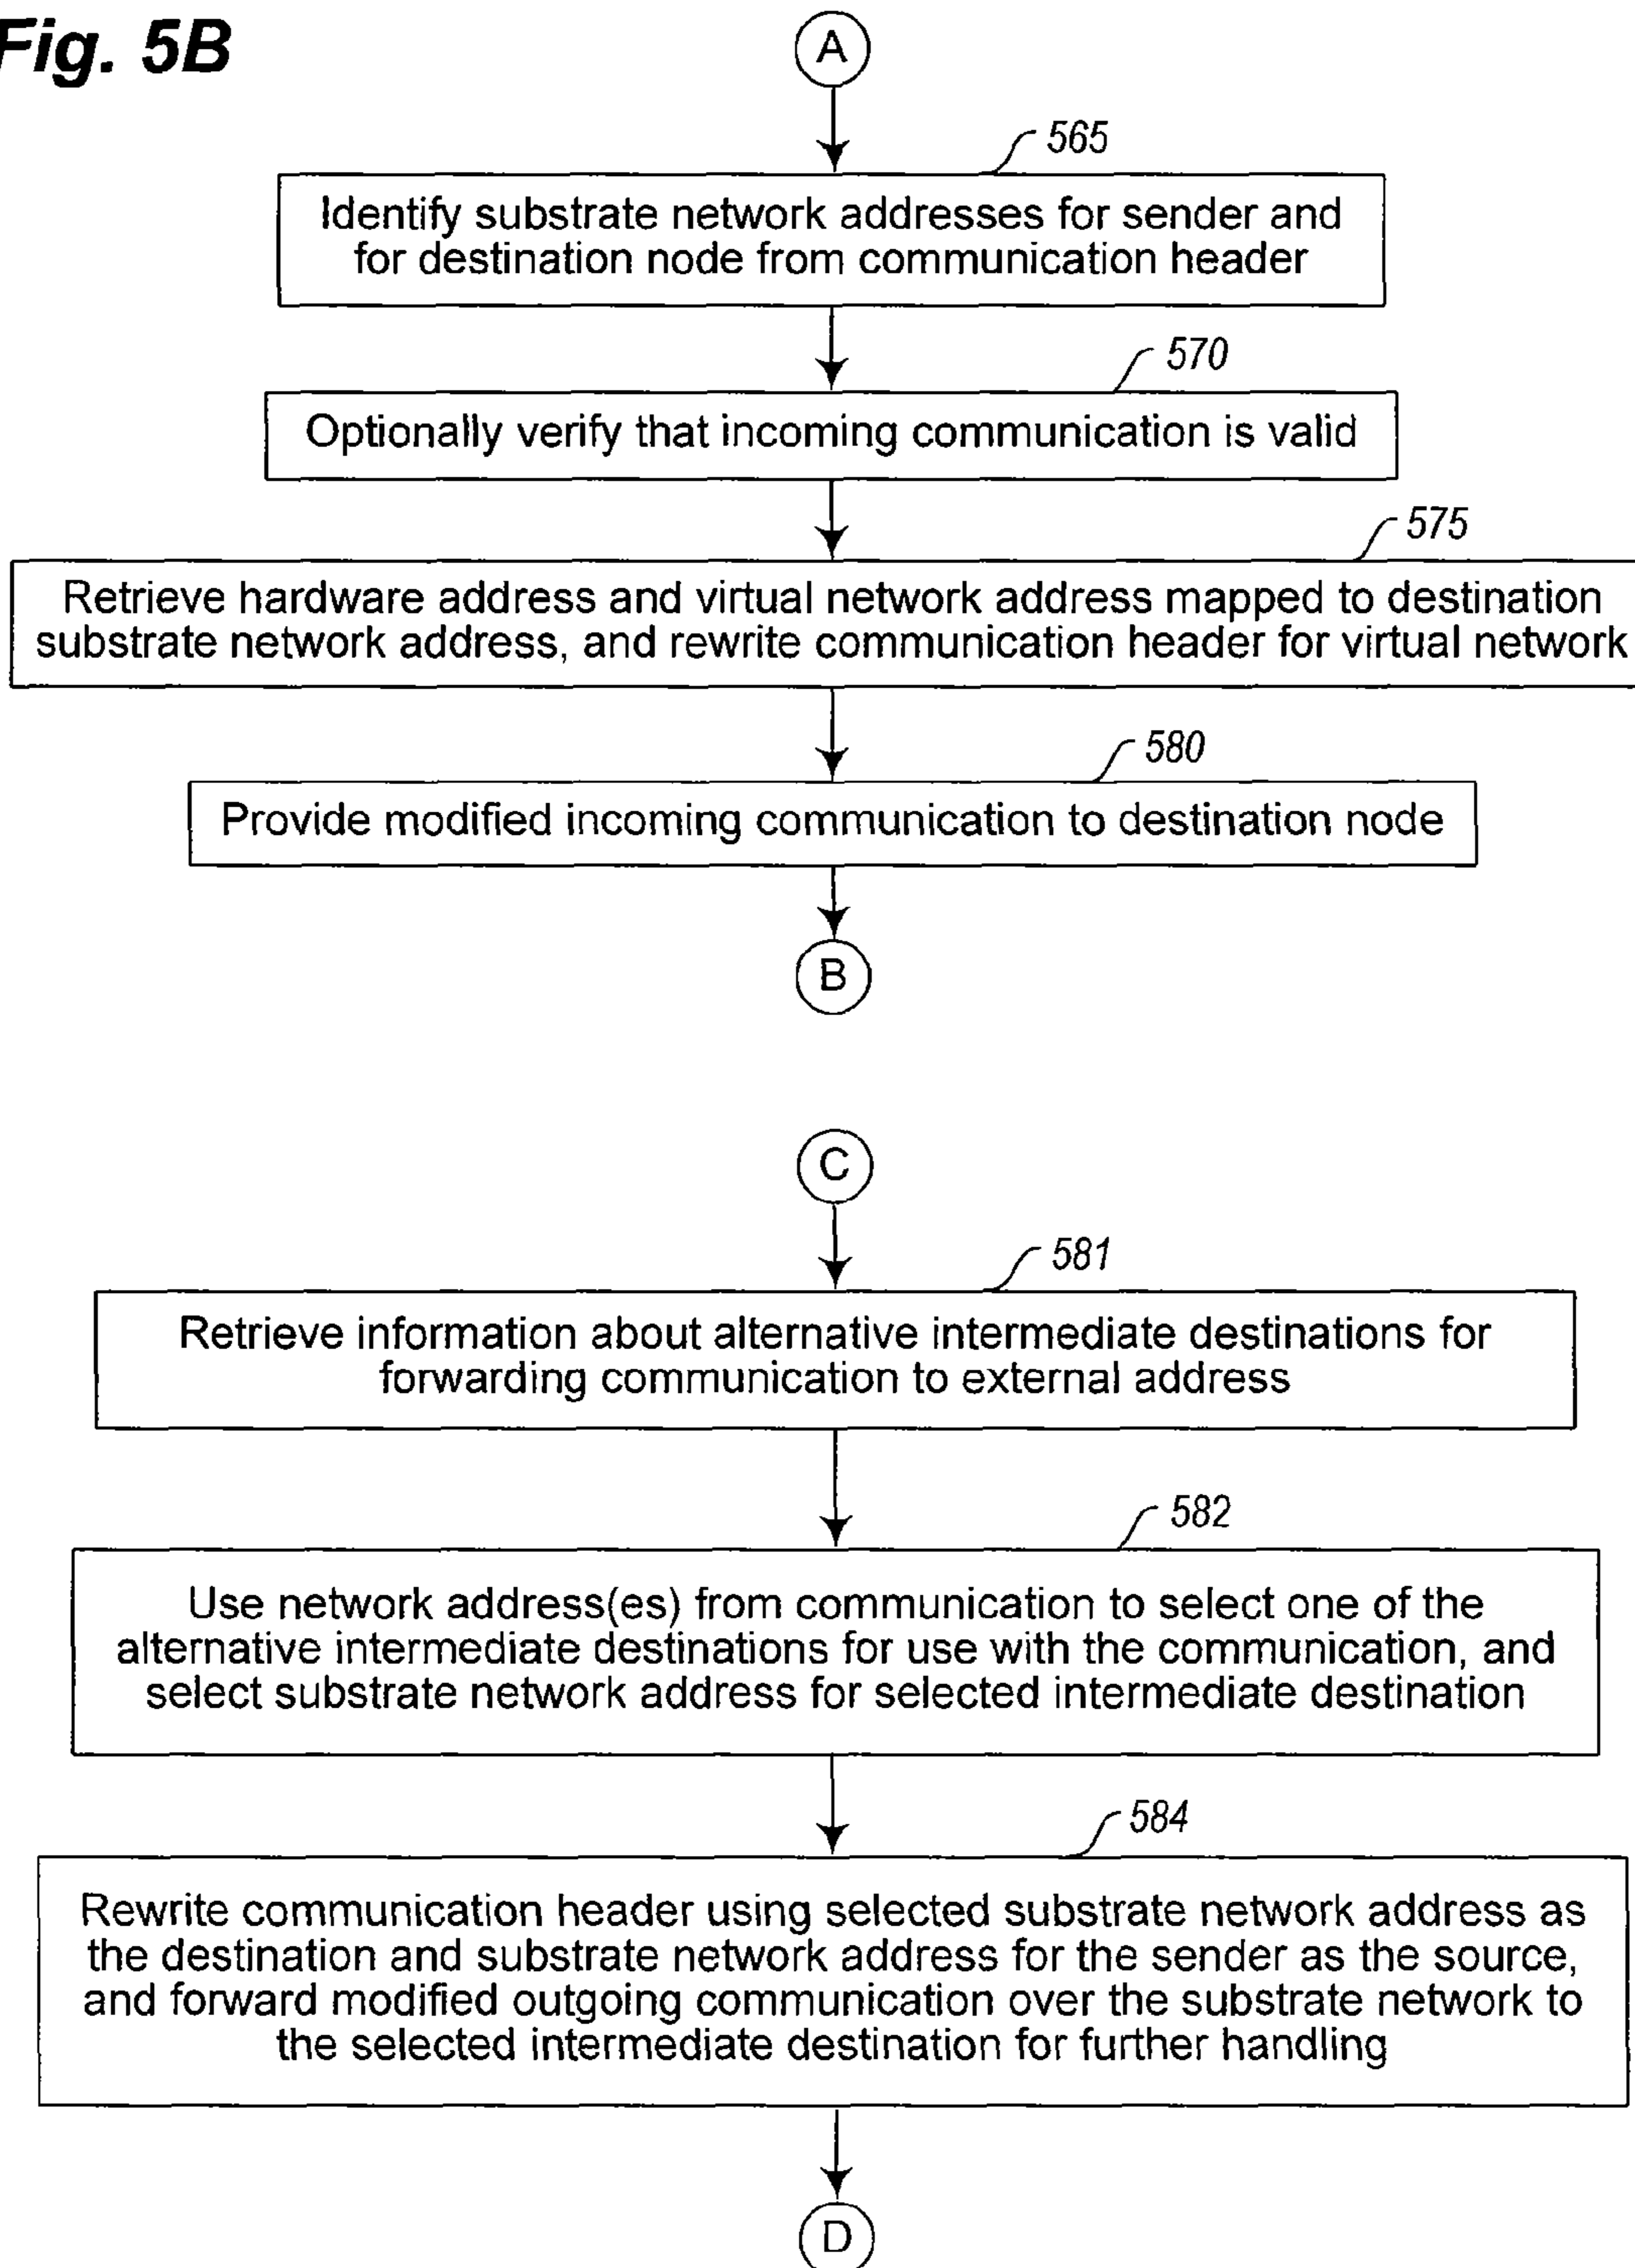 Fig. 5B
A
565
Identify substrate network addresses for sender and
for destination node from communication header
570
Optionally verify that incoming communication is valid
575
Retrieve hardware address and virtual network address mapped to destination
substrate network address, and rewrite communication header for virtual network
580
Provide modified incoming communication to destination node
B
C
581
Retrieve information about alternative intermediate destinations for
forwarding communication to external address
582
Use network address(es) from communication to select one of the
alternative intermediate destinations for use with the communication, and
select substrate network address for selected intermediate destination
584
Rewrite communication header using selected substrate network address as
the destination and substrate network address for the sender as the source,
and forward modified outgoing communication over the substrate network to
the selected intermediate destination for further handling
D